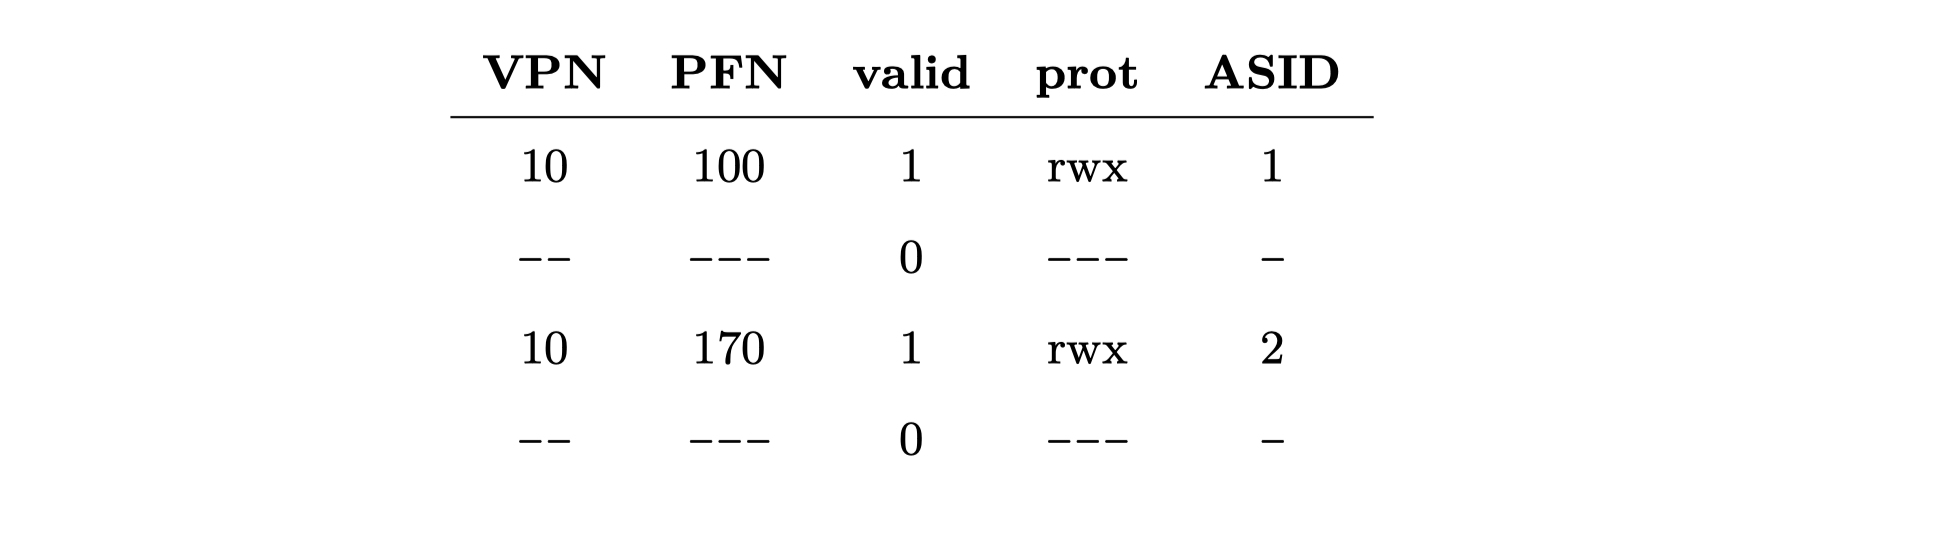 VPN PFN valid prot ASID
10 100 1 rwx 1
–– ––– 0 ––– –
10 170 1 rwx 2
–– ––– 0 ––– –